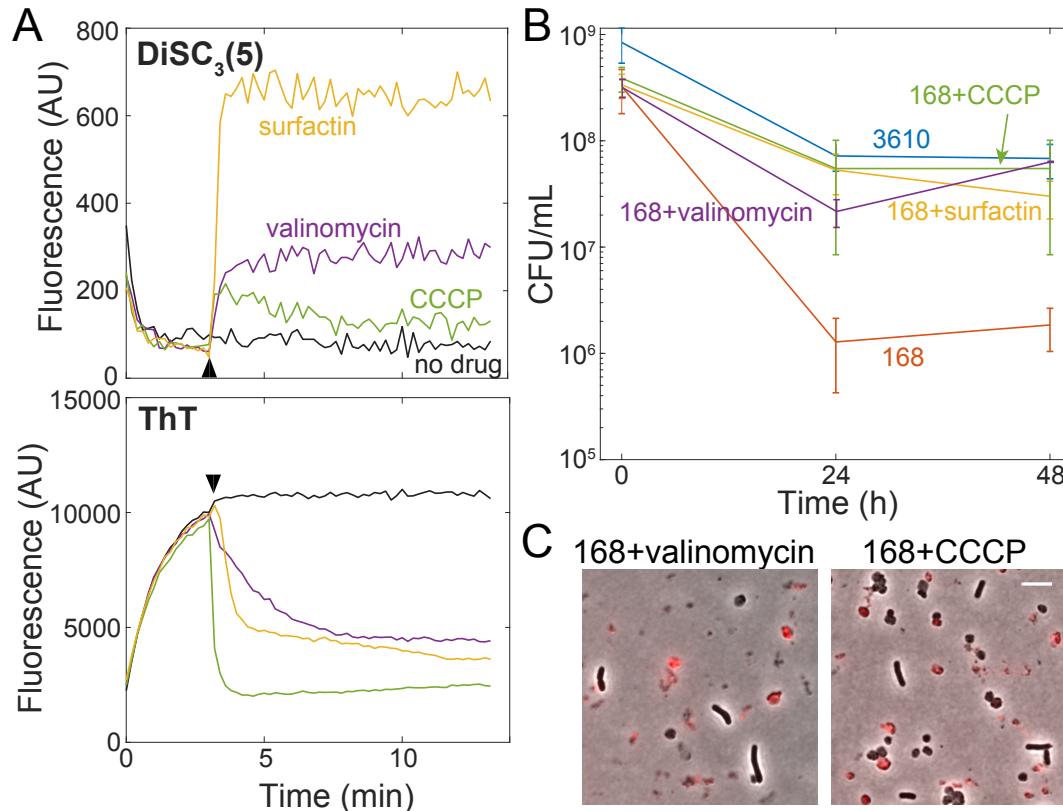 A
DiSC3(5)
Fluorescence (AU)
800
600
400
200
0
surfactin
valinomycin
CCCP
no drug
ThT
Fluorescence (AU)
15000
10000
5000
0
0
5
10
Time (min)
B
CFU/mL
10^9
10^8
10^7
10^6
10^5
168+CCCP
3610
168+valinomycin
168+surfactin
168
0
24
48
Time (h)
C
168+valinomycin
168+CCCP